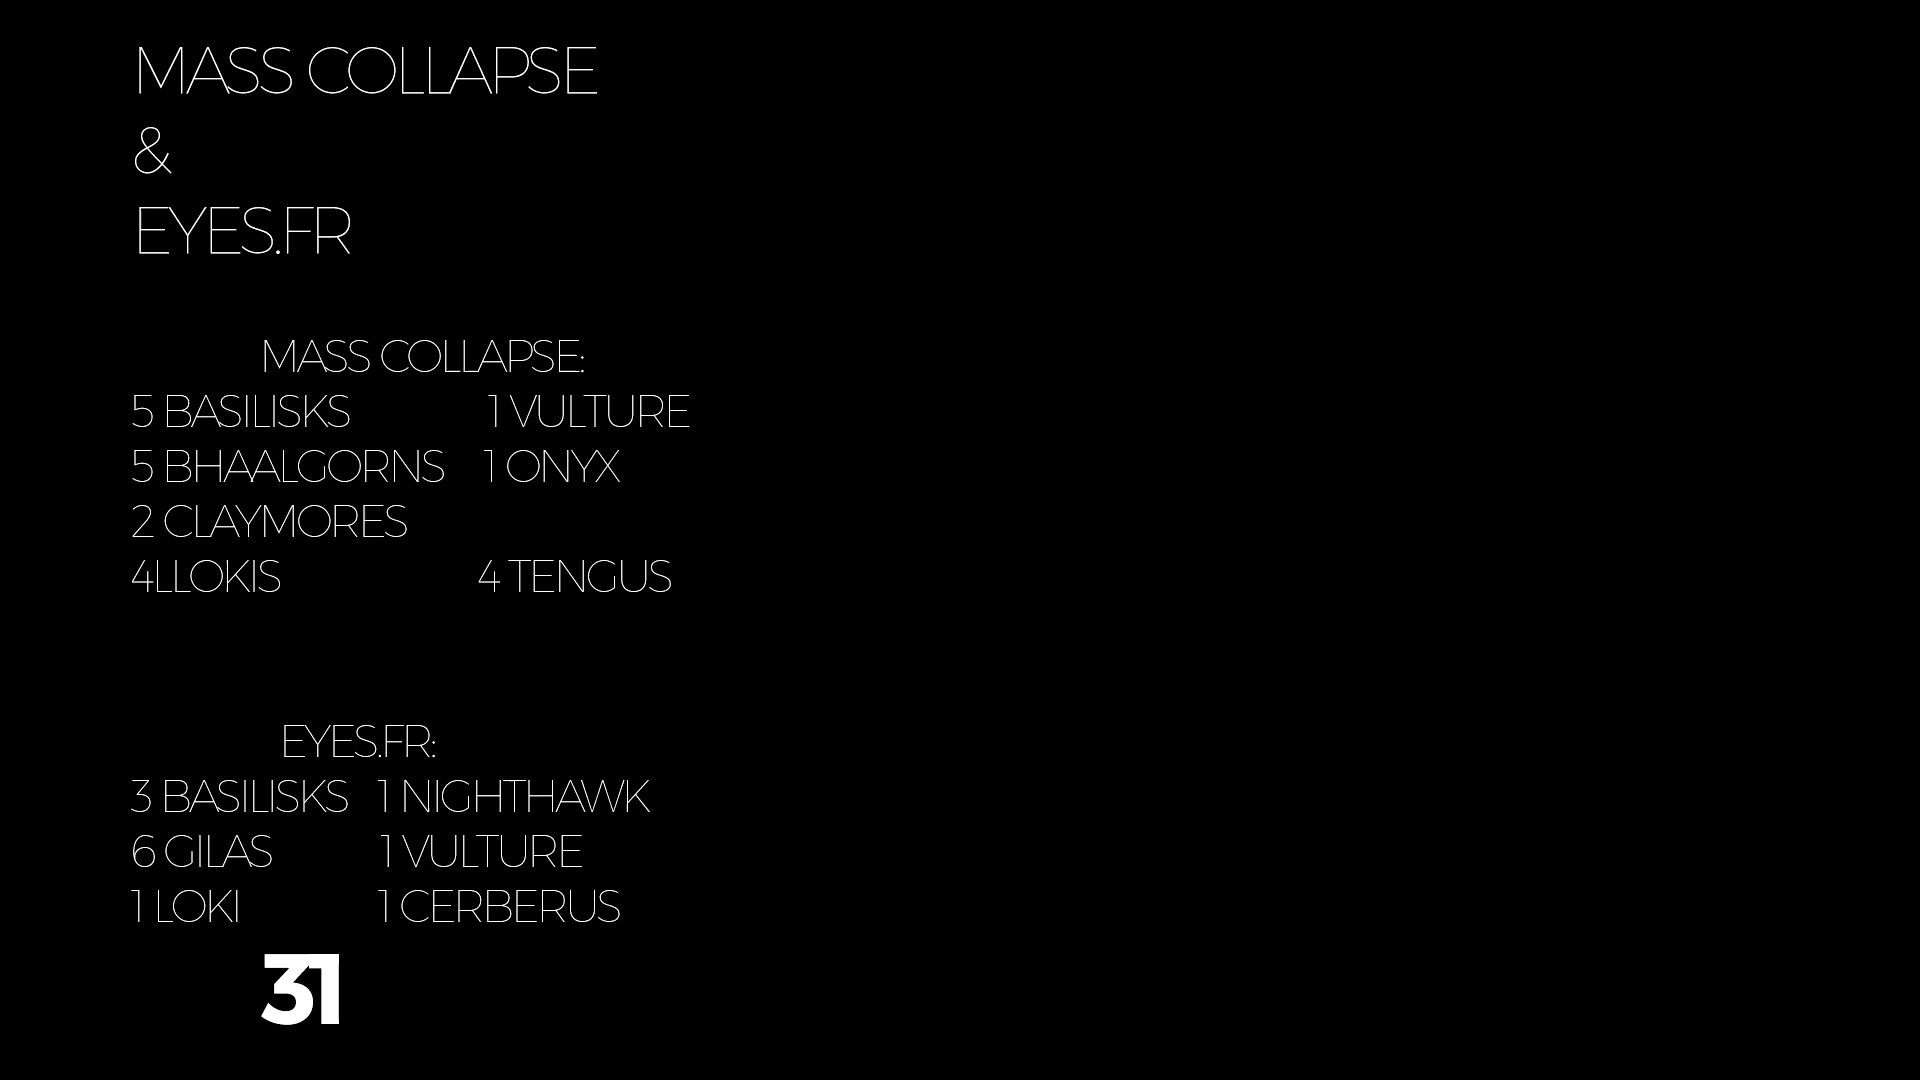 MASS COLLAPSE
&
EYES.FR
MASS COLLAPSE:
5 BASILISKS 1 VULTURE
5 BHAALGORNS 1 ONYX
2 CLAYMORES
4LLOKIS 4 TENGUS
EYES.FR:
3 BASILISKS 1 NIGHTHAWK
6 GILAS 1 VULTURE
1 LOKI 1 CERBERUS
31